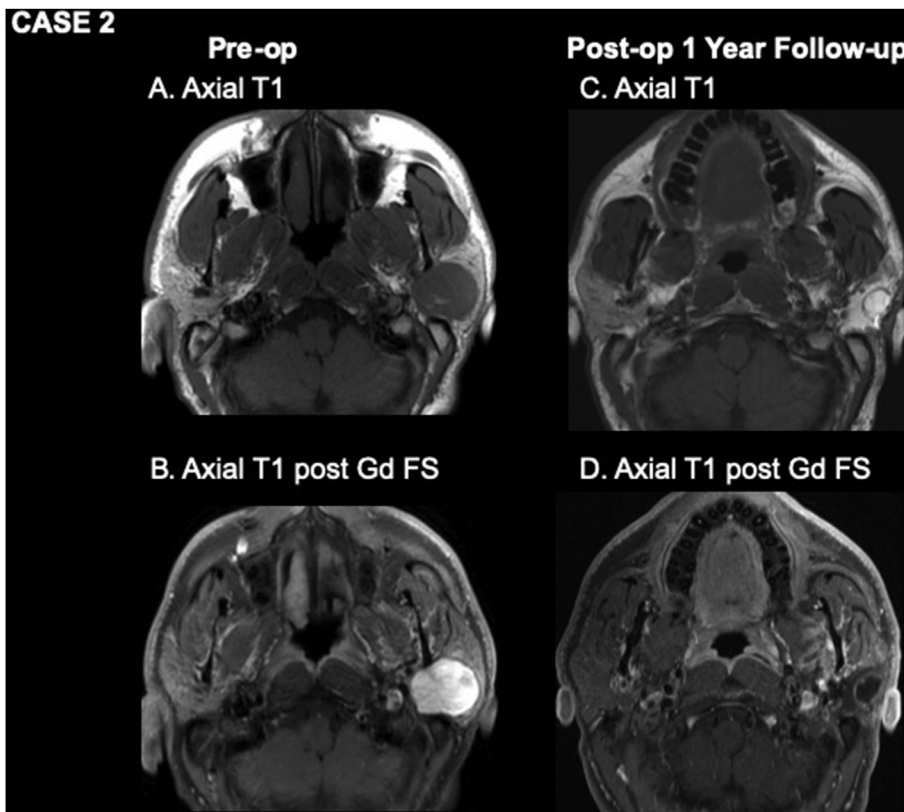 CASE 2
Pre-op
Post-op 1 Year Follow-up
A. Axial T1
C. Axial T1
B. Axial T1 post Gd FS
D. Axial T1 post Gd FS